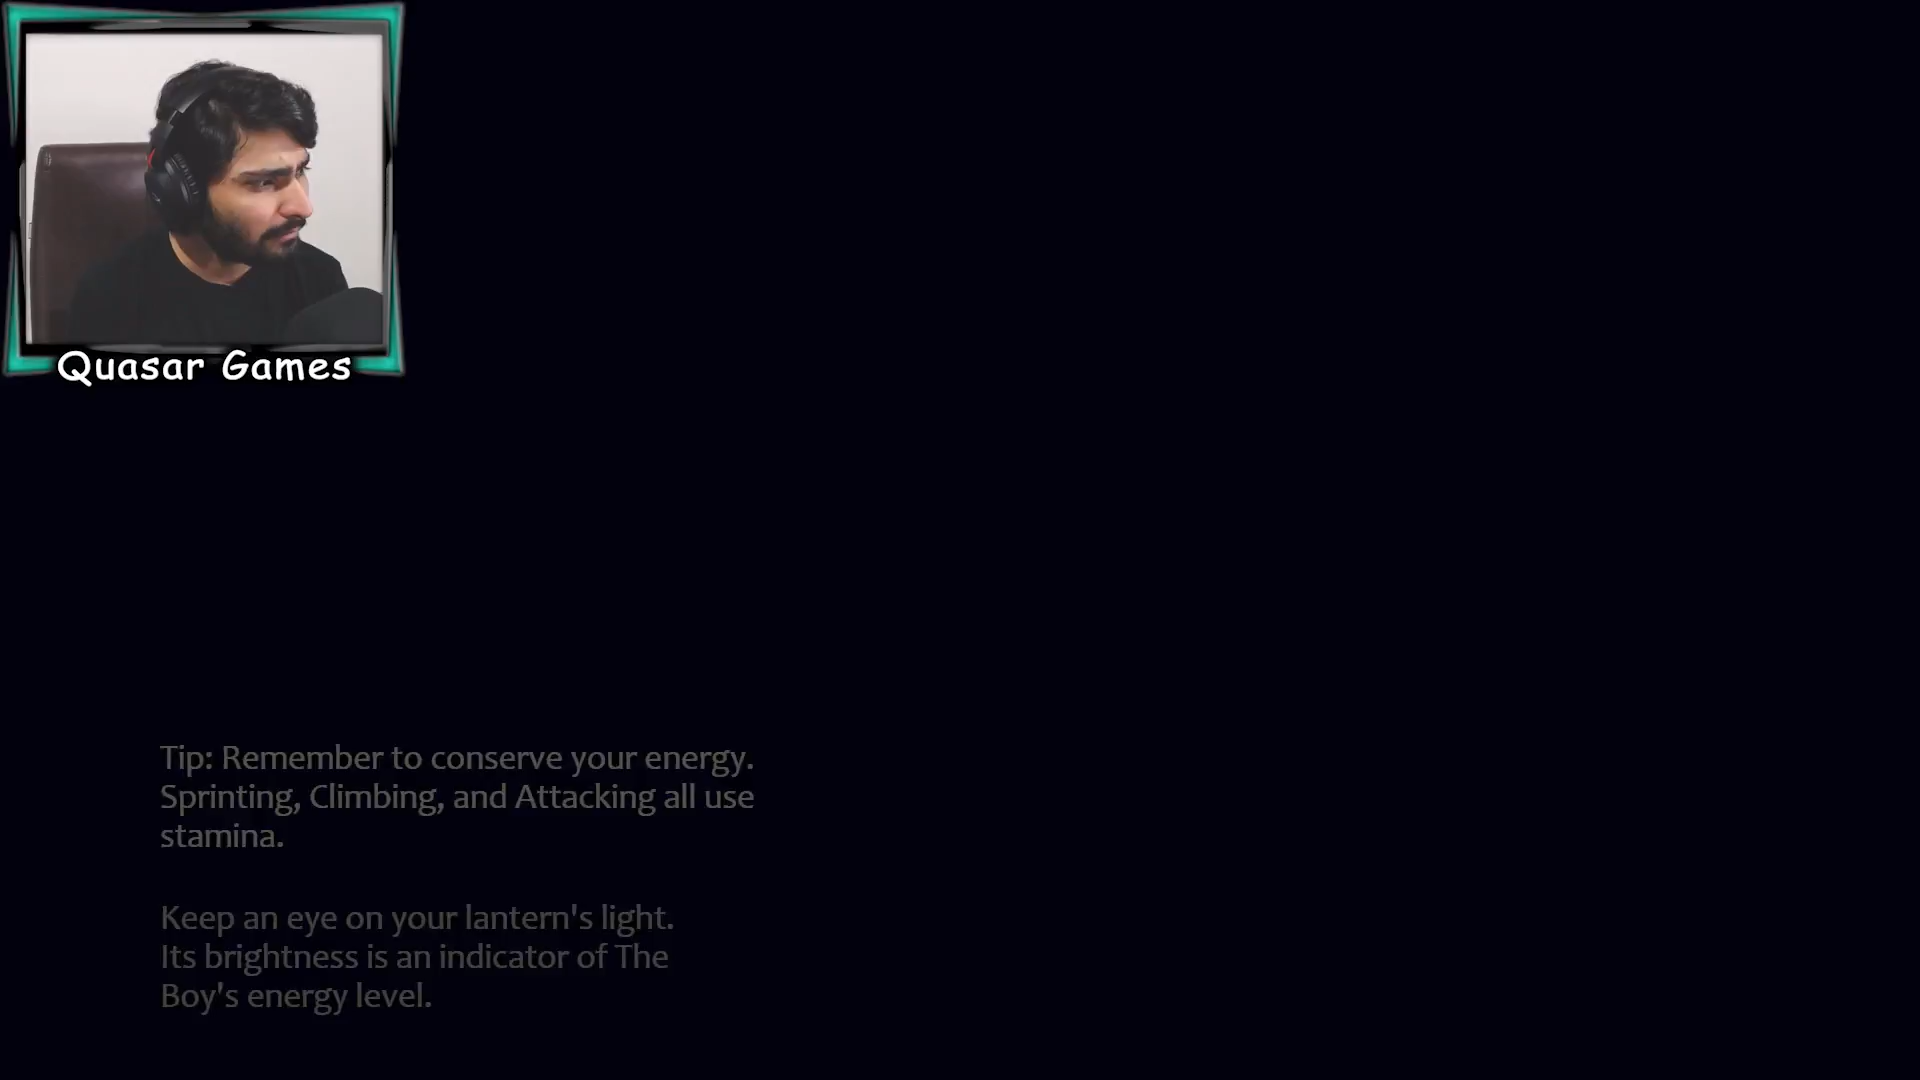 Quasar Games
Tip: Remember to conserve your energy.
Sprinting, Climbing, and Attacking all use
stamina.
Keep an eye on your lantern's light.
Its brightness is an indicator of The
Boy's energy level.